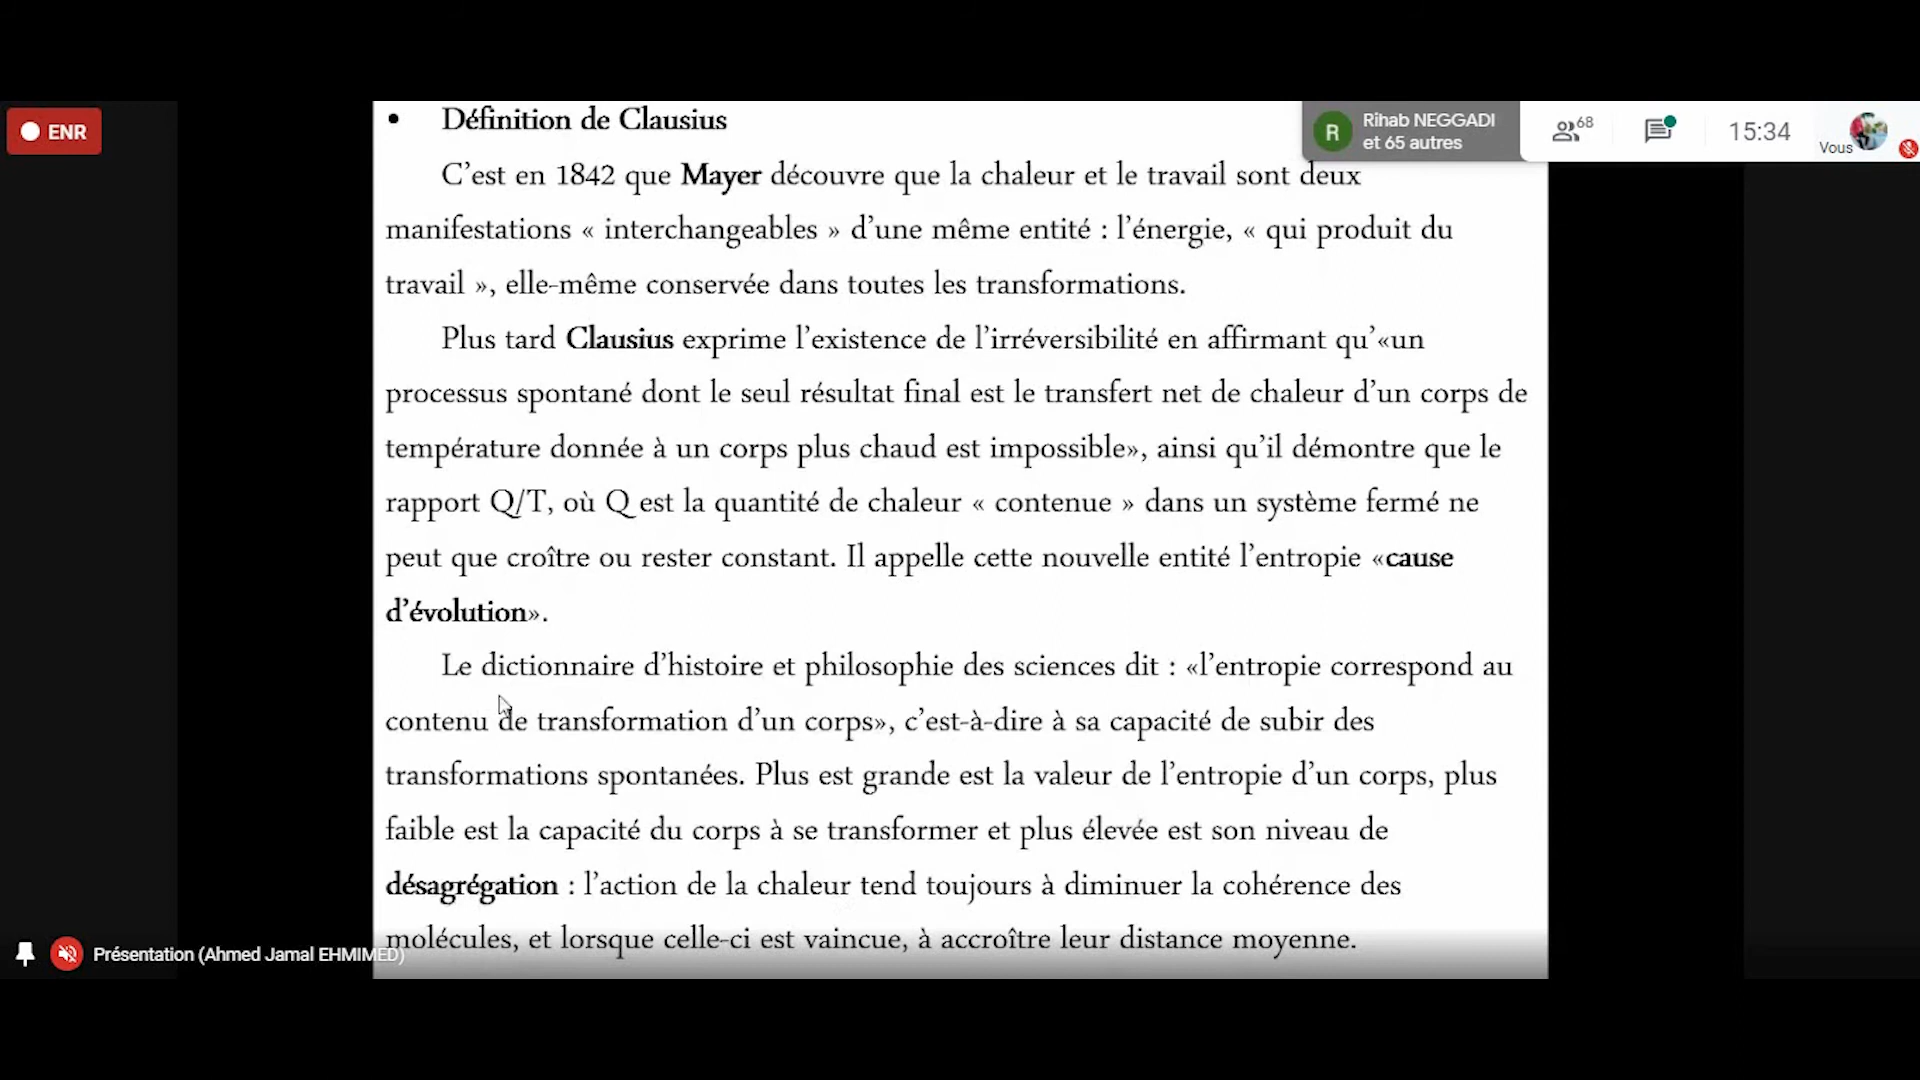 ENR
• Définition de Clausius
Rihab NEGGADI
et 65 autres
R
68
15:34
Vous
C’est en 1842 que Mayer découvre que la chaleur et le travail sont deux
manifestations « interchangeables » d’une même entité : l’énergie, « qui produit du
travail », elle-même conservée dans toutes les transformations.
Plus tard Clausius exprime l’existence de l’irréversibilité en affirmant qu’«un
processus spontané dont le seul résultat final est le transfert net de chaleur d’un corps de
température donnée à un corps plus chaud est impossible», ainsi qu’il démontre que le
rapport Q/T, où Q est la quantité de chaleur « contenue » dans un système fermé ne
peut que croître ou rester constant. Il appelle cette nouvelle entité l’entropie «cause
d’évolution».
Le dictionnaire d’histoire et philosophie des sciences dit : «l’entropie correspond au
contenu de transformation d’un corps», c’est-à-dire à sa capacité de subir des
transformations spontanées. Plus est grande est la valeur de l’entropie d’un corps, plus
faible est la capacité du corps à se transformer et plus élevée est son niveau de
désagrégation : l’action de la chaleur tend toujours à diminuer la cohérence des
molécules, et lorsque celle-ci est vaincue, à accroître leur distance moyenne.
Présentation (Ahmed Jamal EHMIMED)